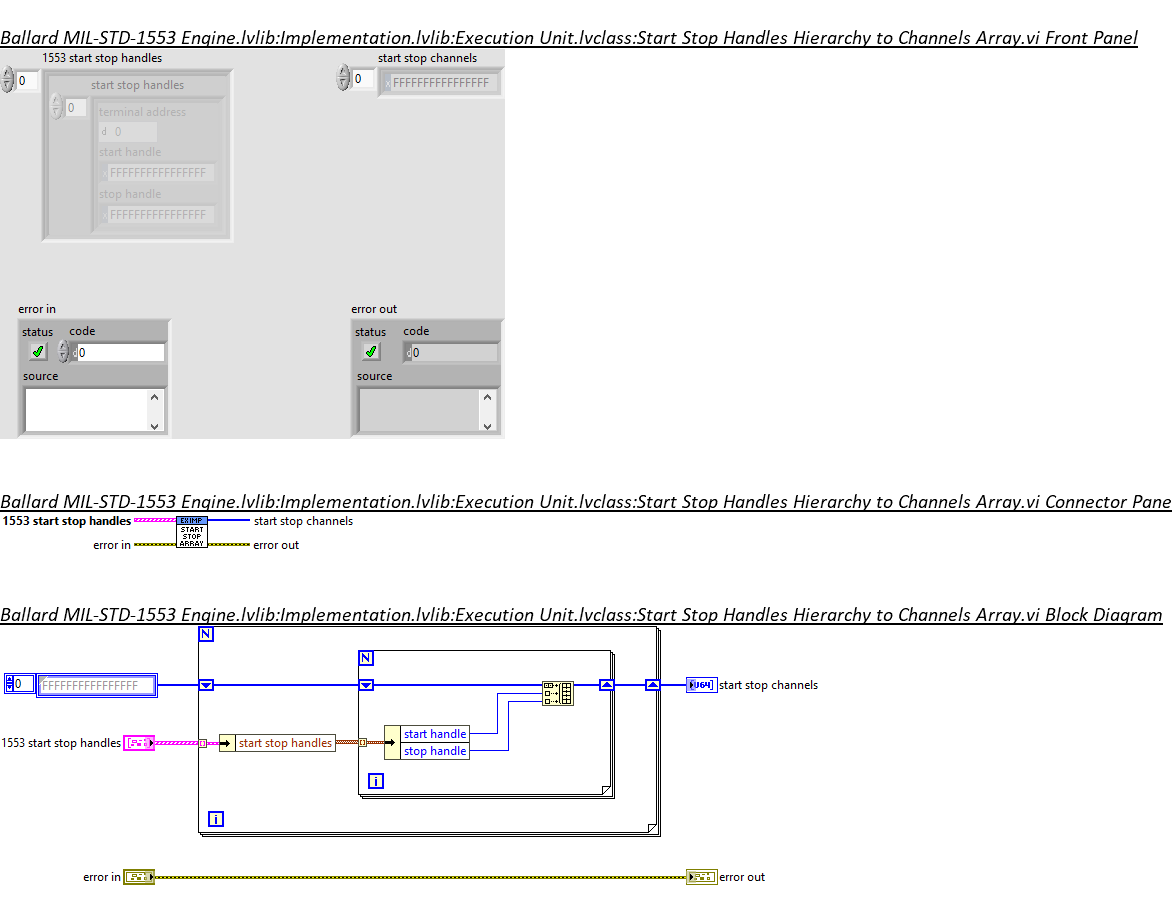 Ballard MIL-STD-1553 Engine.lvlib:Implementation.lvlib:Execution Unit.lvclass:Start Stop Handles Hierarchy to Channels Array.vi Front Panel
1553 start stop handles
start stop channels
0
0
x FFFFFFFFFFFFFFFF
start stop handles
0
terminal address
d 0
start handle
x FFFFFFFFFFFFFFFF
stop handle
x FFFFFFFFFFFFFFFF
error in
error out
status code
status code
d 0
d 0
source
source
Ballard MIL-STD-1553 Engine.lvlib:Implementation.lvlib:Execution Unit.lvclass:Start Stop Handles Hierarchy to Channels Array.vi Connector Pane
1553 start stop handles
EX IMP
start stop channels
START
STOP
ARRAY
error in
error out
Ballard MIL-STD-1553 Engine.lvlib:Implementation.lvlib:Execution Unit.lvclass:Start Stop Handles Hierarchy to Channels Array.vi Block Diagram
N
N
0
FFFFFFFFFFFFFFFF
U64
start stop channels
start handle
1553 start stop handles
start stop handles
stop handle
i
i
error in
error out